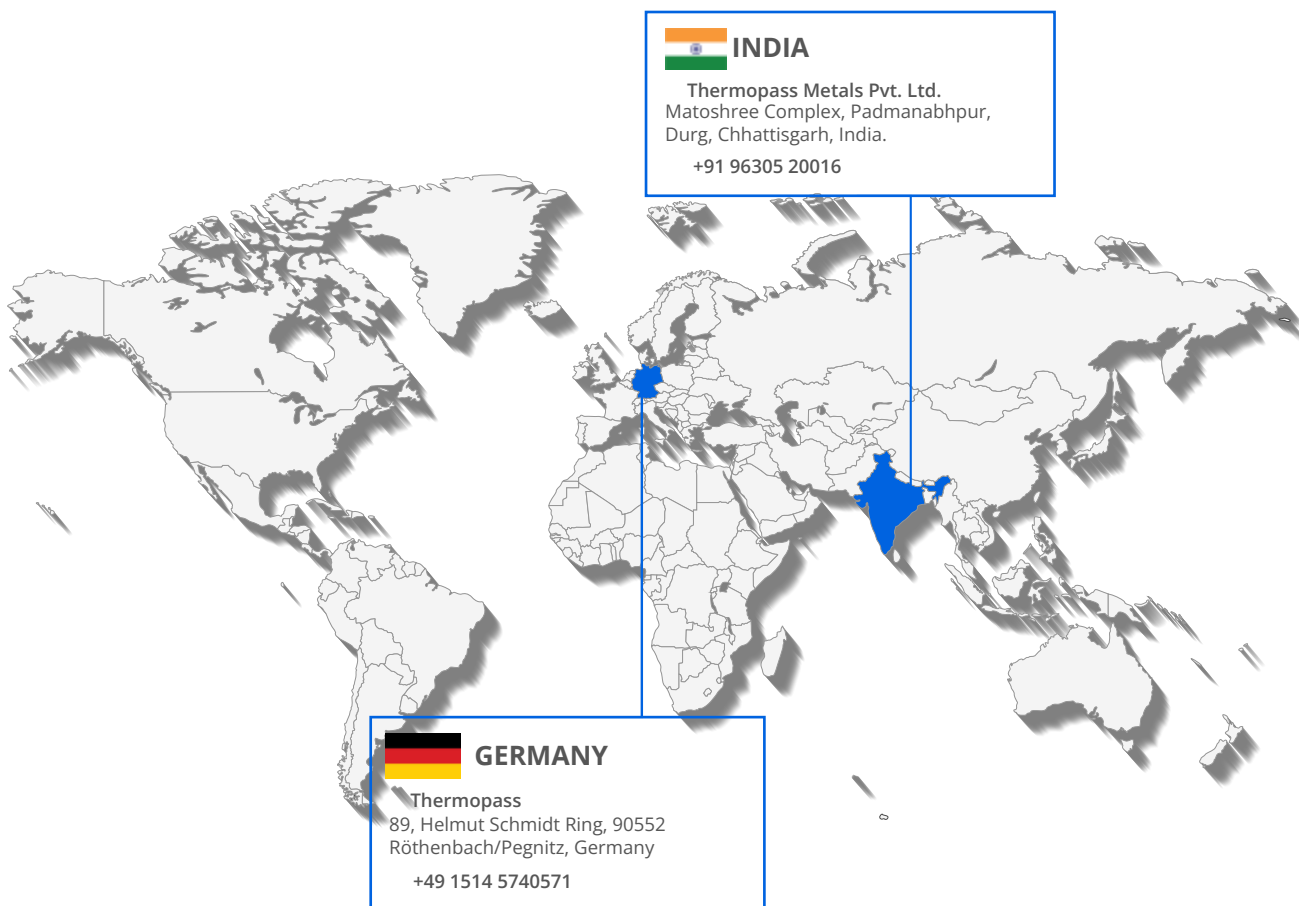 INDIA
Thermopass Metals Pvt. Ltd.
Matoshree Complex, Padmanabhpur,
Durg, Chhattisgarh, India.
+91 96305 20016
GERMANY
Thermopass
89, Helmut Schmidt Ring, 90552
Röthenbach/Pegnitz, Germany
+49 1514 5740571